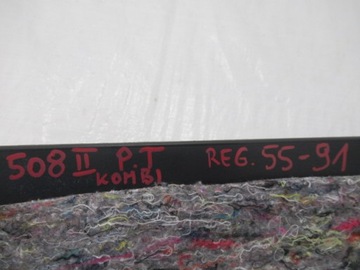 508 II P.T REG. 55-91
KOMBI